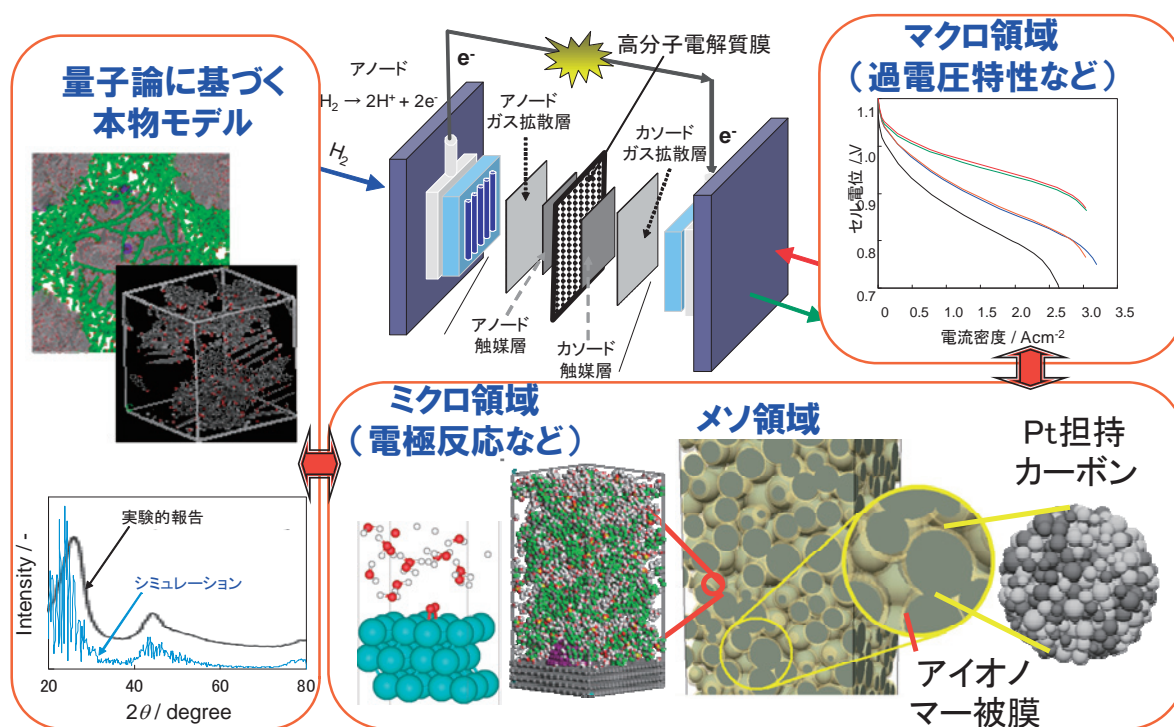 量子論に基づく
本物モデル
Intensity / -
実験的報告
シミュレーション
20
40
60
80
2θ / degree
アノード
H₂ → 2H⁺ + 2e⁻
H₂
e⁻
高分子電解質膜
アノード
ガス拡散層
カソード
ガス拡散層
e⁻
アノード
触媒層
カソード
触媒層
マクロ領域
(過電圧特性など)
セル電位 /.V
1.1
1.0
0.9
0.8
0.7
0
0.5
1.0
1.5
2.0
2.5
3.0
3.5
電流密度 / Acm⁻²
ミクロ領域
(電極反応など)
メソ領域
Pt担持
カーボン
アイオノ
マー被膜